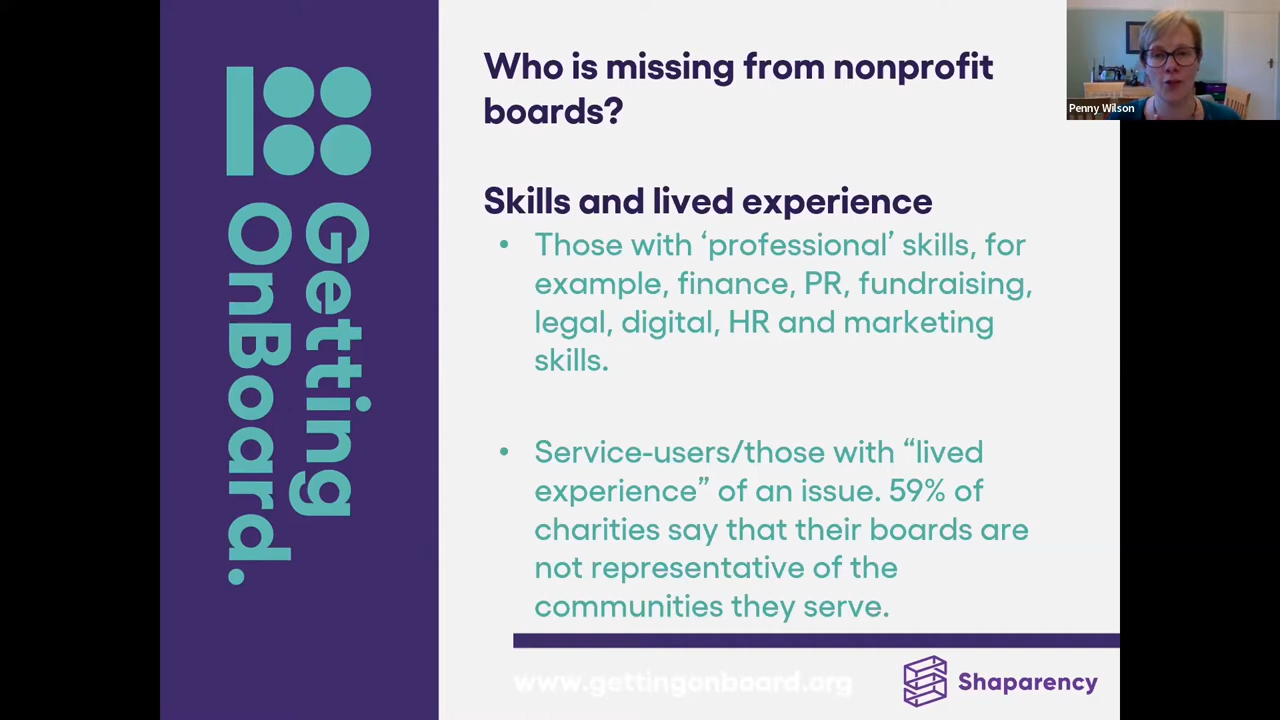 Getting
OnBoard.
Who is missing from nonprofit
boards?
Skills and lived experience
• Those with ‘professional’ skills, for
example, finance, PR, fundraising,
legal, digital, HR and marketing
skills.
• Service-users/those with “lived
experience” of an issue. 59% of
charities say that their boards are
not representative of the
communities they serve.
www.gettingonboard.org
Shaparency
Penny Wilson